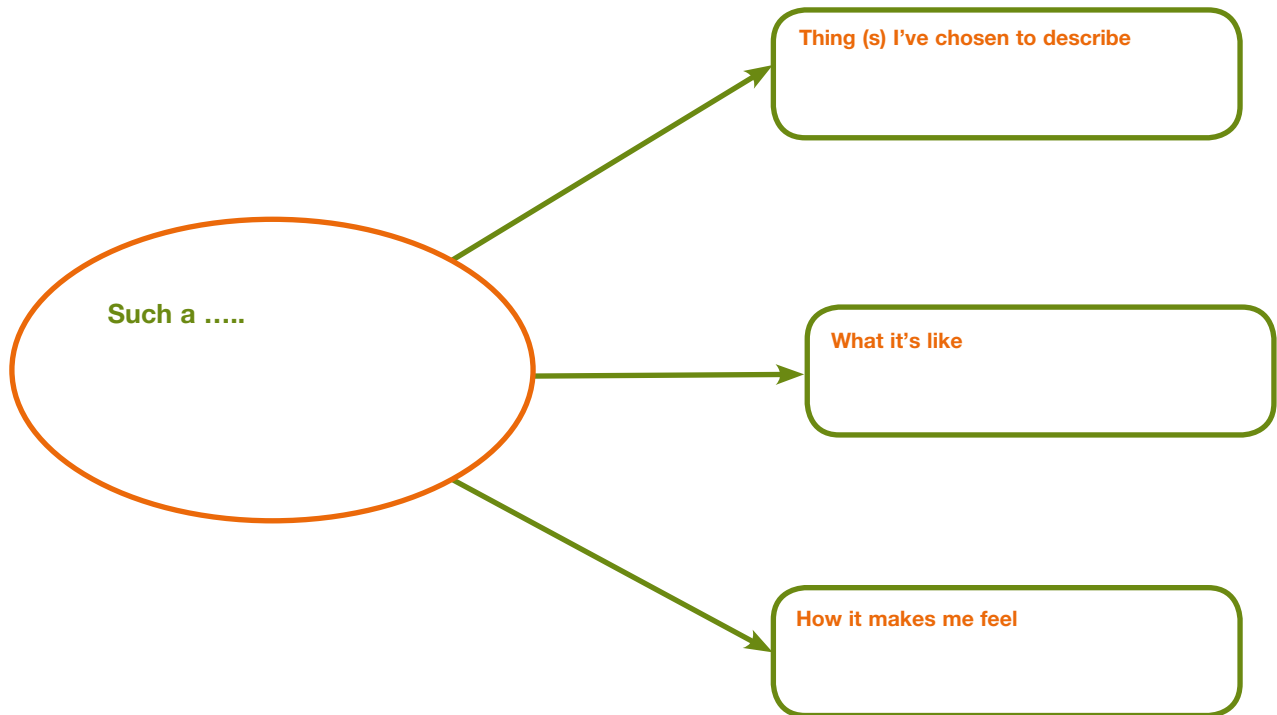 Thing (s) I’ve chosen to describe
Such a …..
What it’s like
How it makes me feel